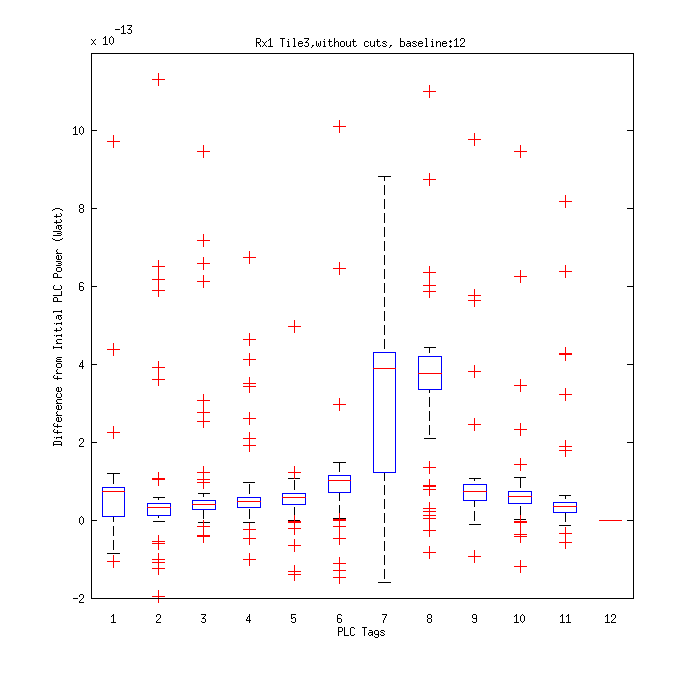 x 10^-13
Rx1 Tile3,without cuts, baseline:12
10
8
6
4
2
0
-2
Difference from Initial PLC Power (Watt)
1 2 3 4 5 6 7 8 9 10 11 12
PLC Tags